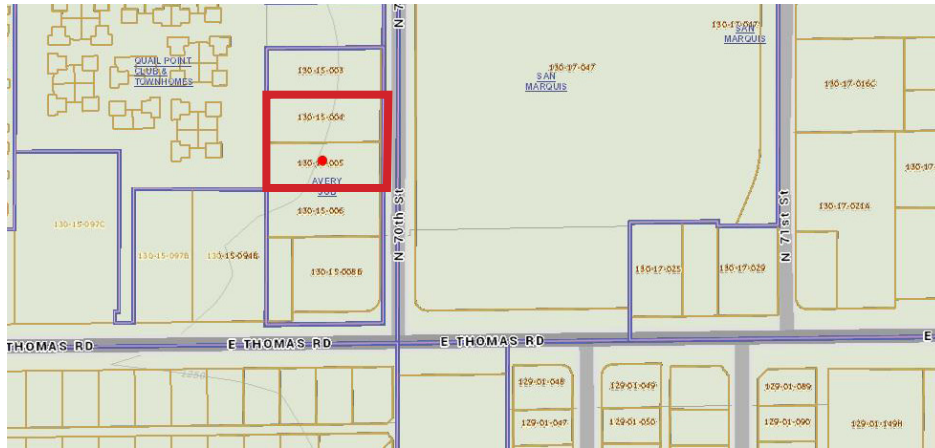 N 7
130-17-047
SAN
MARQUIS
QUAIL POINT
CLUB &
TOWNHOMES
130-15-003
130-17-047
SAN
MARQUIS
130-17-016C
130-15-004
130-15-005
AVERY
SUB
130-17-
130-15-006
N 70th St
N 71st St
130-17-021A
130-15-097C
130-15-097B
130-15-094B
130-15-008B
130-17-025
130-17-029
THOMAS RD
E THOMAS RD
E THOMAS RD
E
1250
129-01-048
129-01-049
129-01-089
129-01-047
129-01-050
129-01-090
129-01-149H